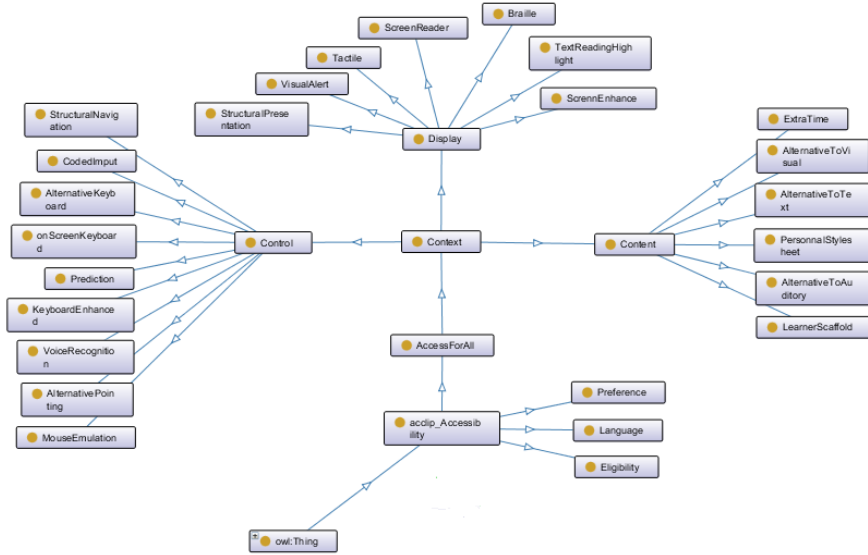 Braille
ScreenReader
TextReadingHigh
light
Tactile
VisualAlert
ScrennEnhance
StructuralPrese
ntation
Display
StructuralNavig
ation
CodedImput
AlternativeKeyb
oard
onScreenKeyboar
d
Prediction
KeyboardEnhance
d
VoiceRecognitio
n
AlternativePoin
ting
MouseEmulation
Control
Context
Content
ExtraTime
AlternativeToVi
sual
AlternativeToTe
xt
PersonnalStyles
heet
AlternativeToAu
ditory
LearnerScaffold
AccessForAll
acclip_Accessib
ility
Preference
Language
Eligibility
owl:Thing